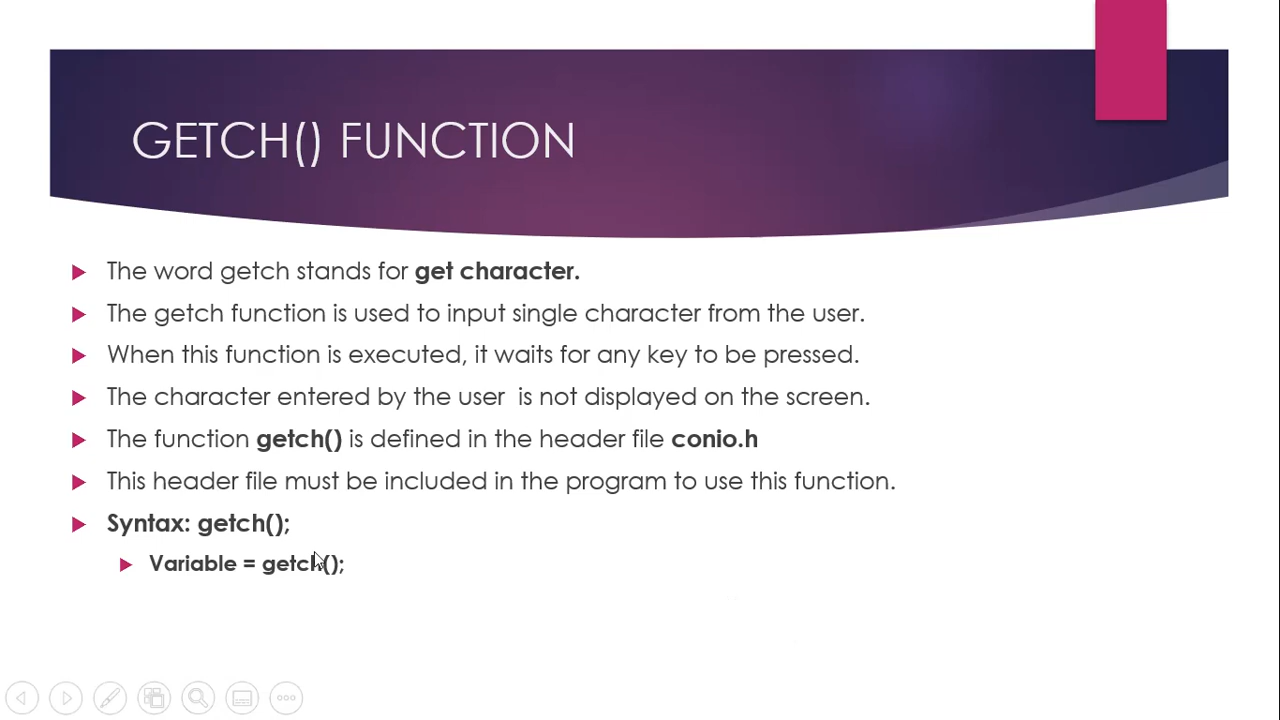 GETCH() FUNCTION
The word getch stands for get character.
The getch function is used to input single character from the user.
When this function is executed, it waits for any key to be pressed.
The character entered by the user  is not displayed on the screen.
The function getch() is defined in the header file conio.h
This header file must be included in the program to use this function.
Syntax: getch();
Variable = getch();